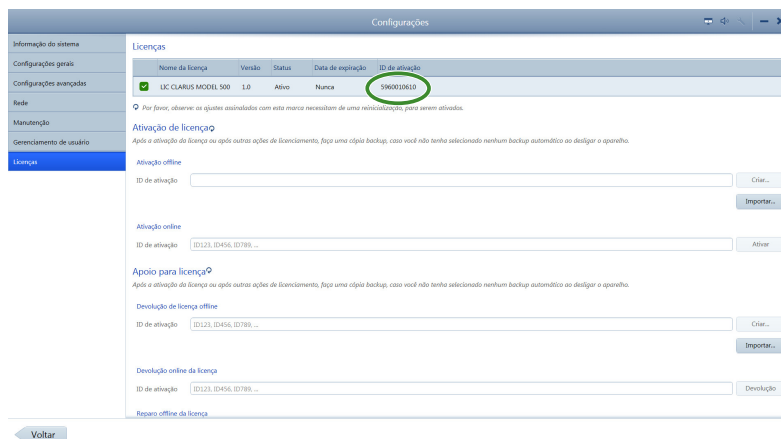 Configurações
Informação do sistema
Configurações gerais
Configurações avançadas
Rede
Manutenção
Gerenciamento de usuário
Licenças
Licenças
Nome da licença Versão Status Data de expiração ID de ativação
LIC CLARUS MODEL 500 1.0 Ativo Nunca 5960010610
Por favor, observe: os ajustes assinalados com esta marca necessitam de uma reinicialização, para serem ativados.
Ativação de licença
Após a ativação da licença ou após outras ações de licenciamento, faça uma cópia backup, caso você não tenha selecionado nenhum backup automático ao desligar o aparelho.
Ativação offline
ID de ativação Criar...
Importar...
Ativação online
ID de ativação ID123, ID456, ID789, ... Ativar
Apoio para licença
Após a ativação da licença ou após outras ações de licenciamento, faça uma cópia backup, caso você não tenha selecionado nenhum backup automático ao desligar o aparelho.
Devolução de licença offline
ID de ativação ID123, ID456, ID789, ... Criar...
Importar...
Devolução online da licença
ID de ativação ID123, ID456, ID789, ... Devolução
Reparo offline da licença
Voltar